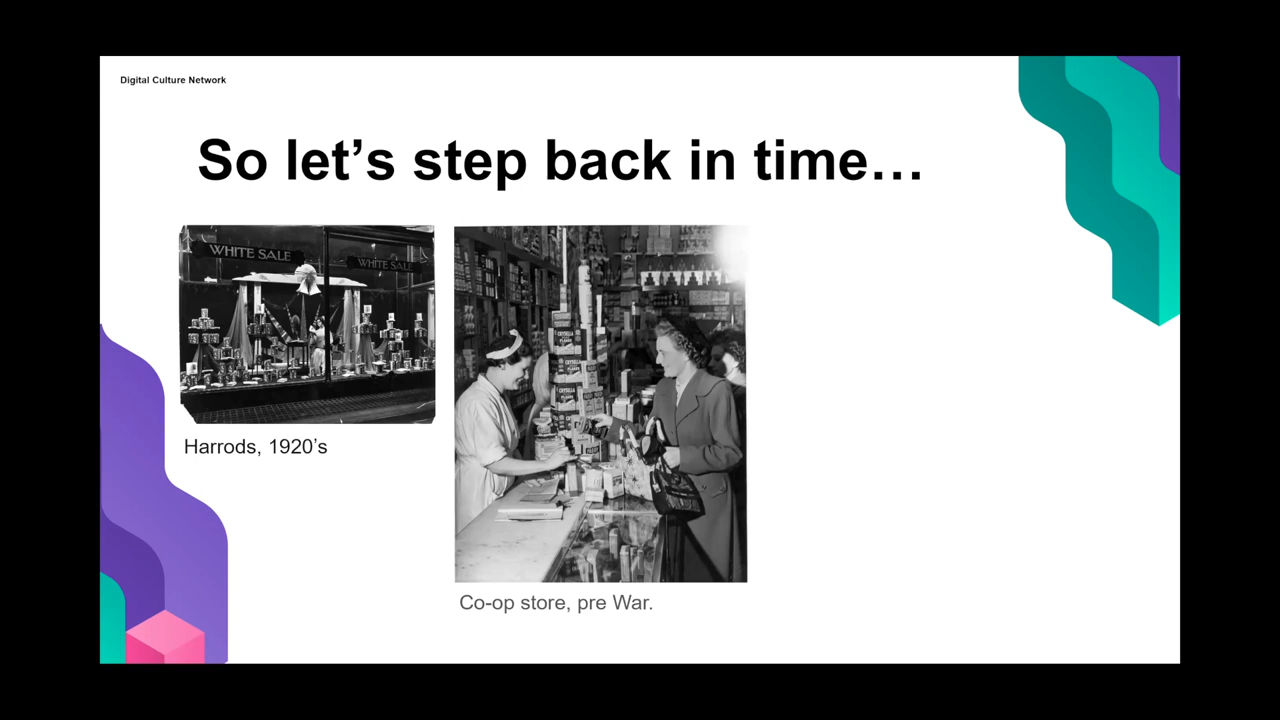 Digital Culture Network
So let’s step back in time…
WHITE SALE
WHITE SALE
Harrods, 1920’s
Co-op store, pre War.